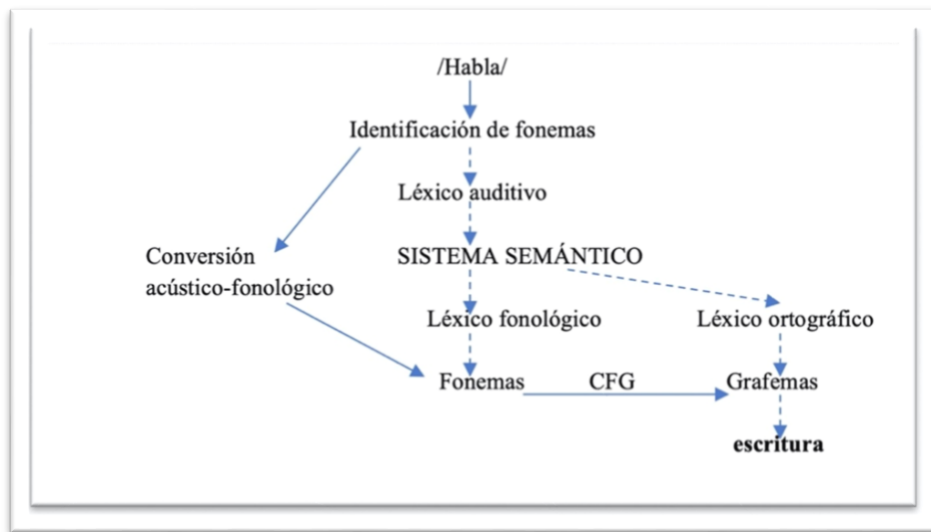 /Habla/
Identificación de fonemas
Léxico auditivo
Conversión
acústico-fonológico
SISTEMA SEMÁNTICO
Léxico fonológico
Léxico ortográfico
Fonemas
CFG
Grafemas
escritura